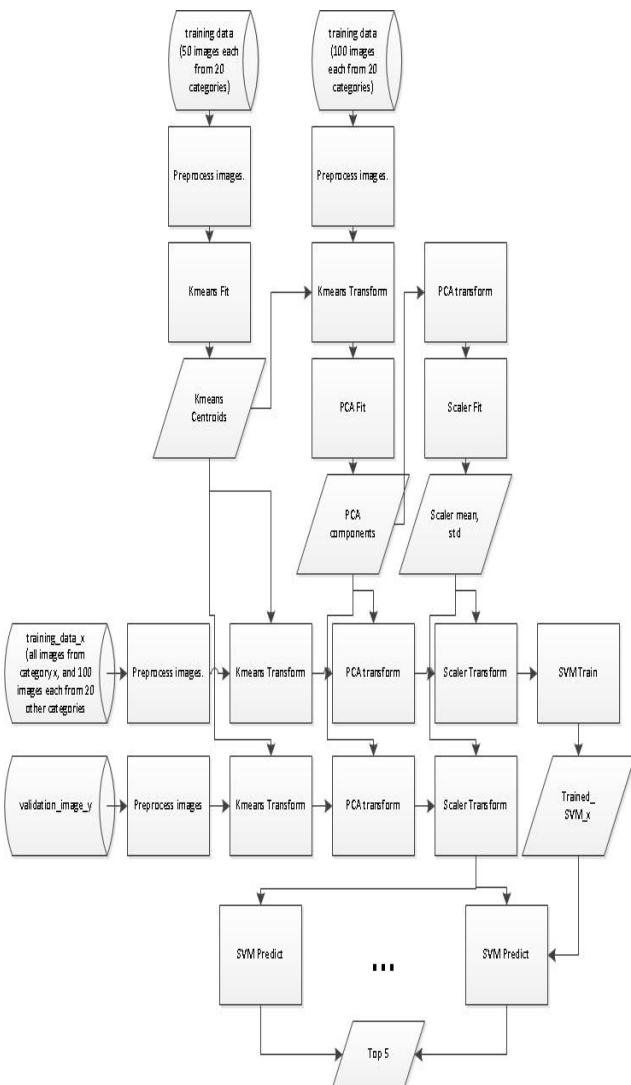 training data
(50 images each
from 20
categories)
training data
(100 images
each from 20
categories)
Preprocess images.
Preprocess images.
Kmeans Fit
Kmeans Transform
PCA transform
Kmeans
Centroids
PCA Fit
Scaler Fit
PCA
components
Scaler mean,
std
training_data_x
(all images from
category x, and 100
images each from 20
other categories
Preprocess images.
Kmeans Transform
PCA transform
Scaler Transform
SVM Train
validation_image_y
Preprocess images
Kmeans Transform
PCA transform
Scaler Transform
Trained_
SVM_x
SVM Predict
...
SVM Predict
Top 5